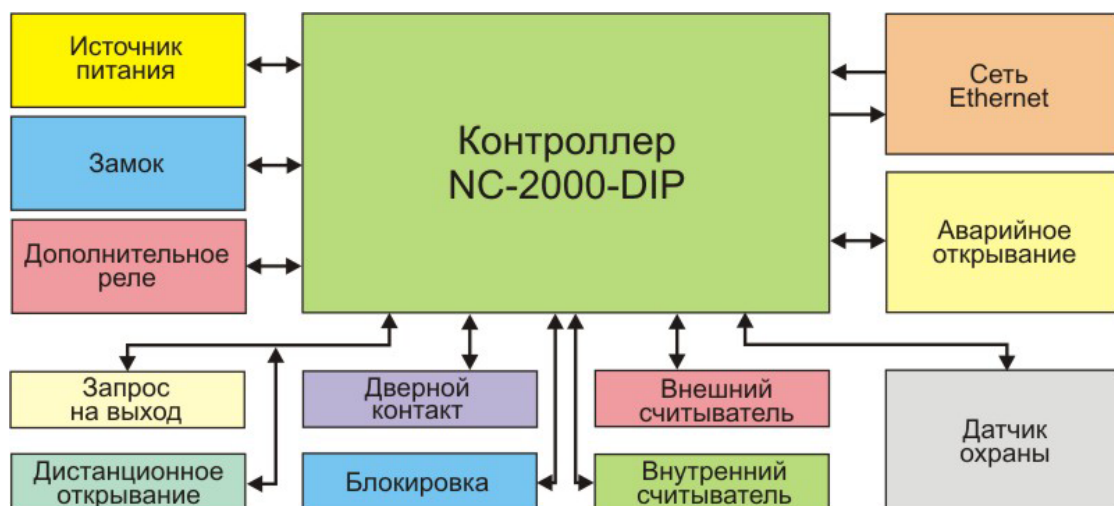 Источник
питания
Замок
Дополнительное
реле
Контроллер
NC-2000-DIP
Сеть
Ethernet
Аварийное
открывание
Запрос
на выход
Дверной
контакт
Внешний
считыватель
Датчик
охраны
Дистанционное
открывание
Блокировка
Внутренний
считыватель